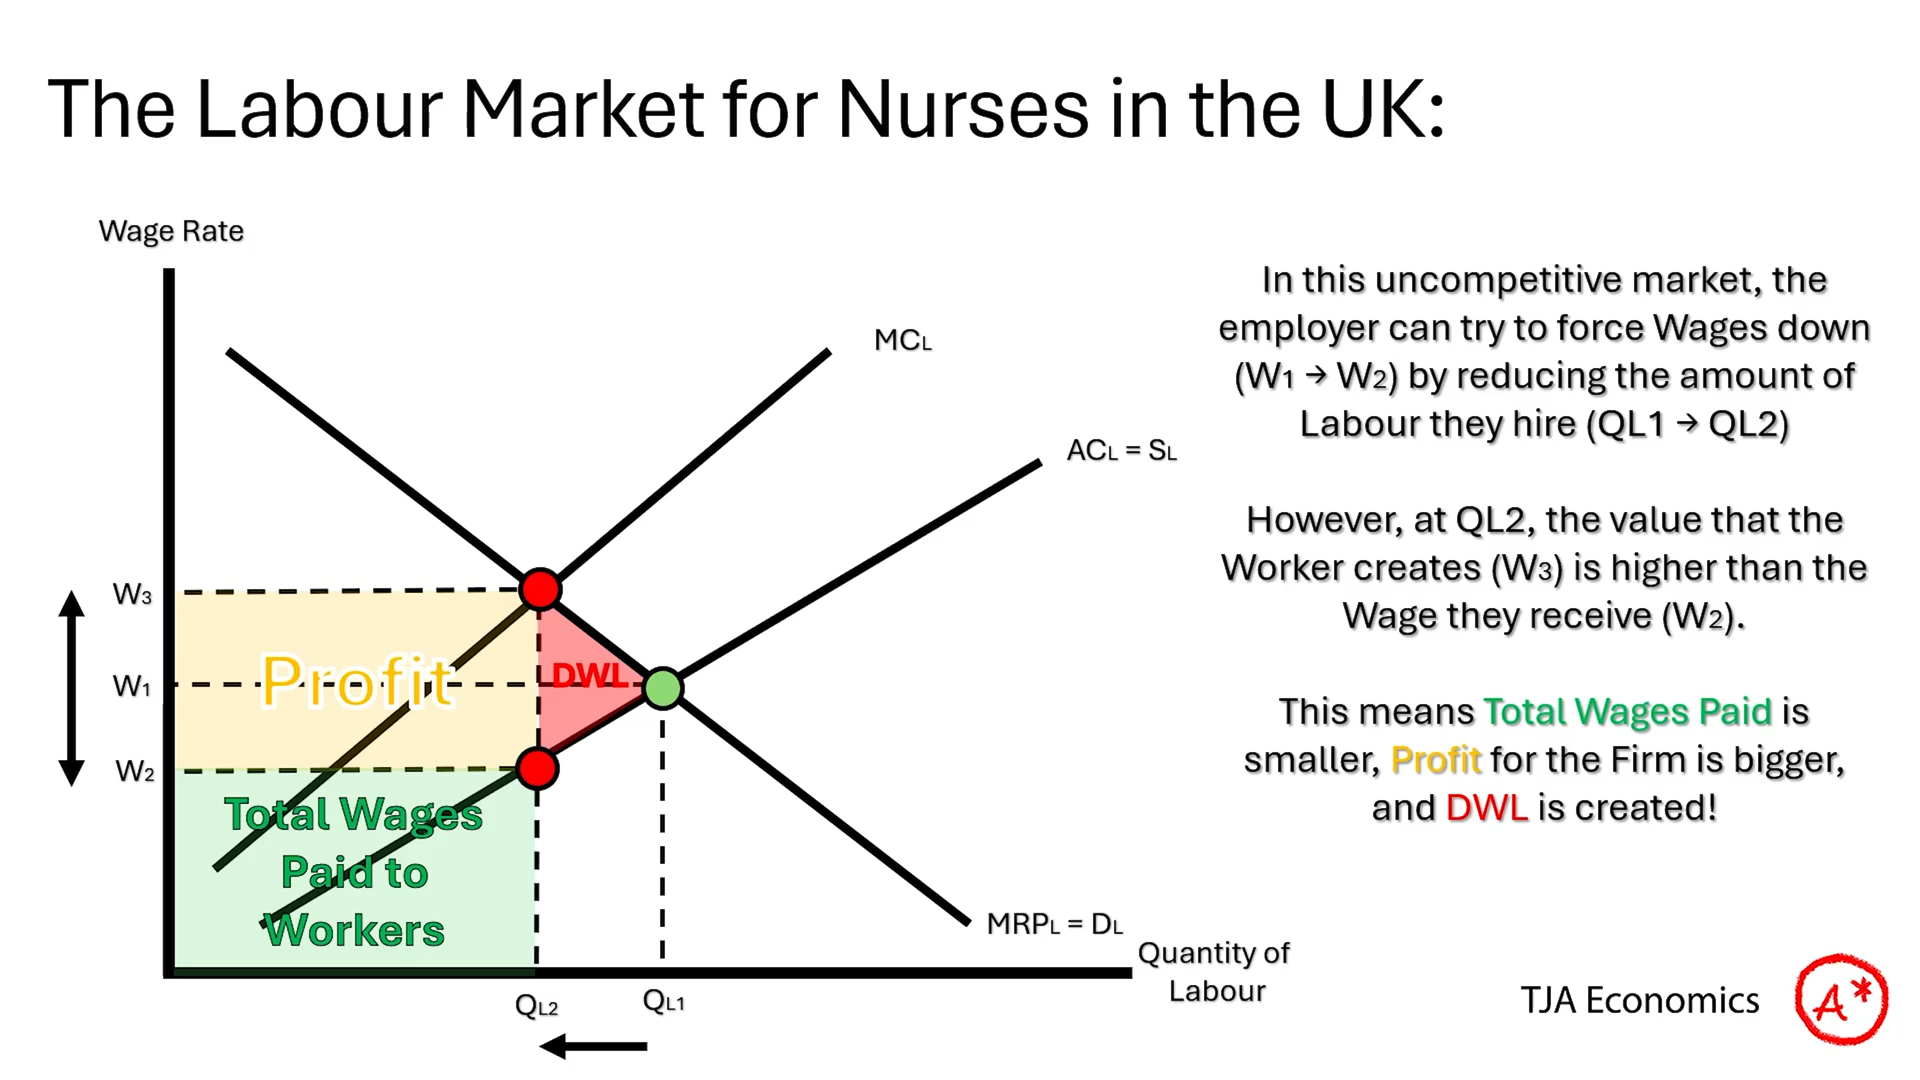 The Labour Market for Nurses in the UK:
Wage Rate
MCL
ACL = SL
W3
Profit
DWL
W1
W2
Total Wages
Paid to
Workers
MRPL = DL
Quantity of
Labour
QL2
QL1
In this uncompetitive market, the
employer can try to force Wages down
(W1 → W2) by reducing the amount of
Labour they hire (QL1 → QL2)
However, at QL2, the value that the
Worker creates (W3) is higher than the
Wage they receive (W2).
This means Total Wages Paid is
smaller, Profit for the Firm is bigger,
and DWL is created!
TJA Economics
A*